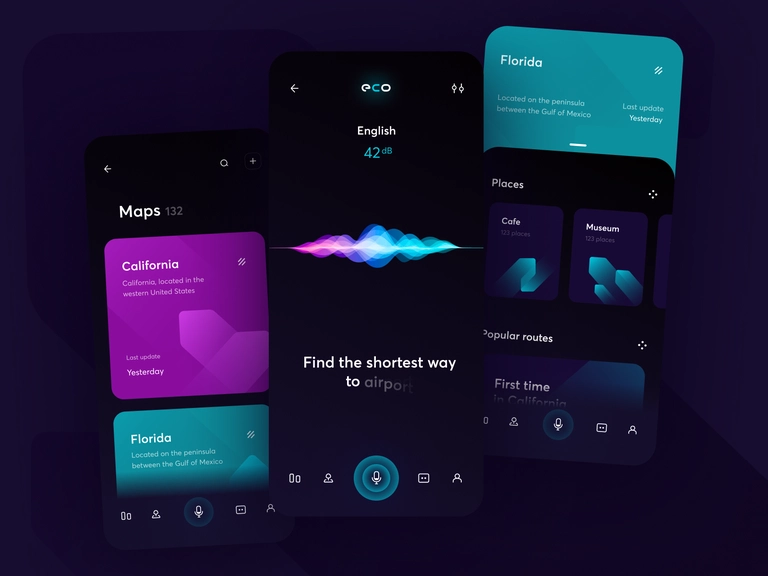 Maps 132
California
California, located in the
western United States
Last update
Yesterday
Florida
Located on the peninsula
between the Gulf of Mexico
eco
English
42 dB
Find the shortest way
to airport
Florida
Located on the peninsula
between the Gulf of Mexico
Last update
Yesterday
Places
Cafe
123 places
Museum
123 places
Popular routes
First time
in California